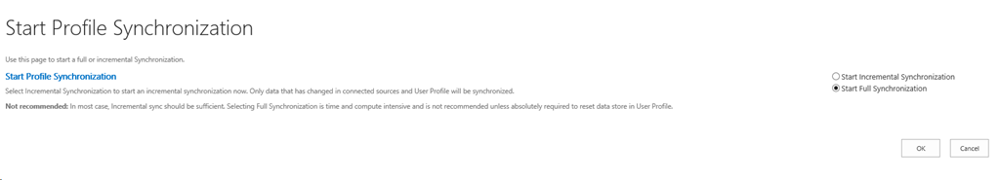 Start Profile Synchronization
Use this page to start a full or incremental Synchronization.
Start Profile Synchronization
Select Incremental Synchronization to start an incremental synchronization now. Only data that has changed in connected sources and User Profile will be synchronized.
Not recommended: In most case, Incremental sync should be sufficient. Selecting Full Synchronization is time and compute intensive and is not recommended unless absolutely required to reset data store in User Profile.
Start Incremental Synchronization
Start Full Synchronization
OK
Cancel